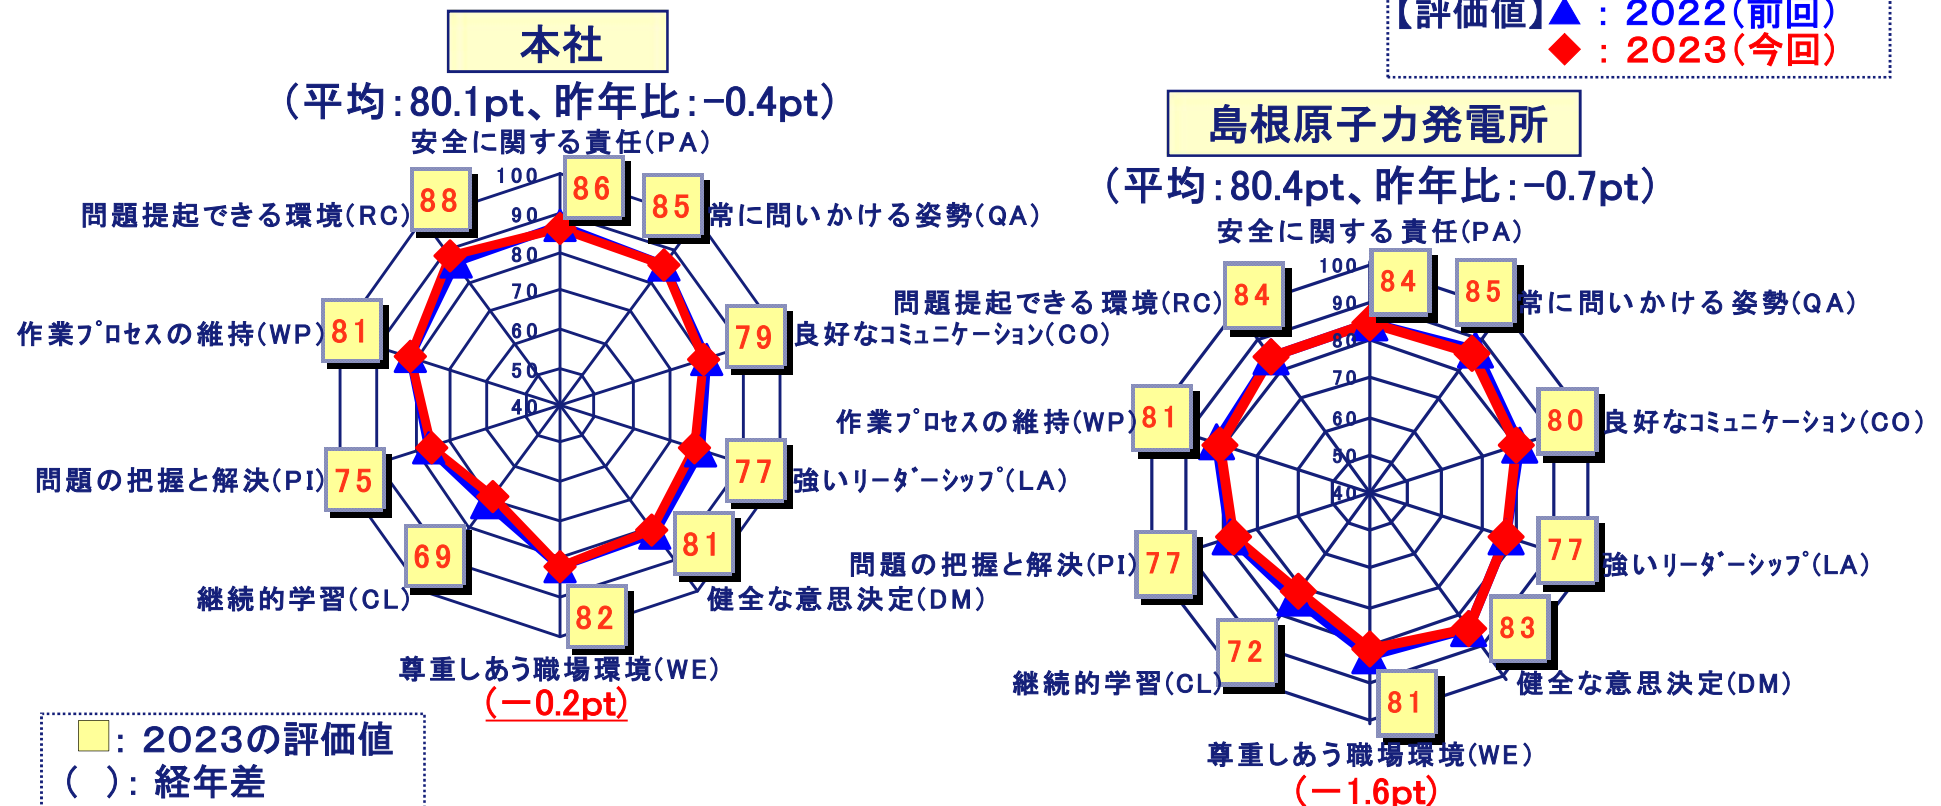 【評価値】▲：2022(前回)
◆：2023(今回)
本社
(平均：80.1pt、昨年比：-0.4pt)
安全に関する責任(PA)
100
90
80
70
60
50
40
86
88
85
問題提起できる環境(RC)
常に問いかける姿勢(QA)
81
79
作業ﾌﾟﾛｾｽの維持(WP)
良好なｺﾐｭﾆｹｰｼｮﾝ(CO)
75
77
問題の把握と解決(PI)
強いﾘｰﾀﾞｰｼｯﾌﾟ(LA)
69
81
継続的学習(CL)
健全な意思決定(DM)
82
尊重しあう職場環境(WE)
(－0.2pt)
：2023の評価値
(　)：経年差
島根原子力発電所
(平均：80.4pt、昨年比：-0.7pt)
安全に関する責任(PA)
100
90
80
70
60
50
40
84
84
85
問題提起できる環境(RC)
常に問いかける姿勢(QA)
81
80
作業ﾌﾟﾛｾｽの維持(WP)
良好なｺﾐｭﾆｹｰｼｮﾝ(CO)
77
77
問題の把握と解決(PI)
強いﾘｰﾀﾞｰｼｯﾌﾟ(LA)
72
83
継続的学習(CL)
健全な意思決定(DM)
81
尊重しあう職場環境(WE)
(－1.6pt)